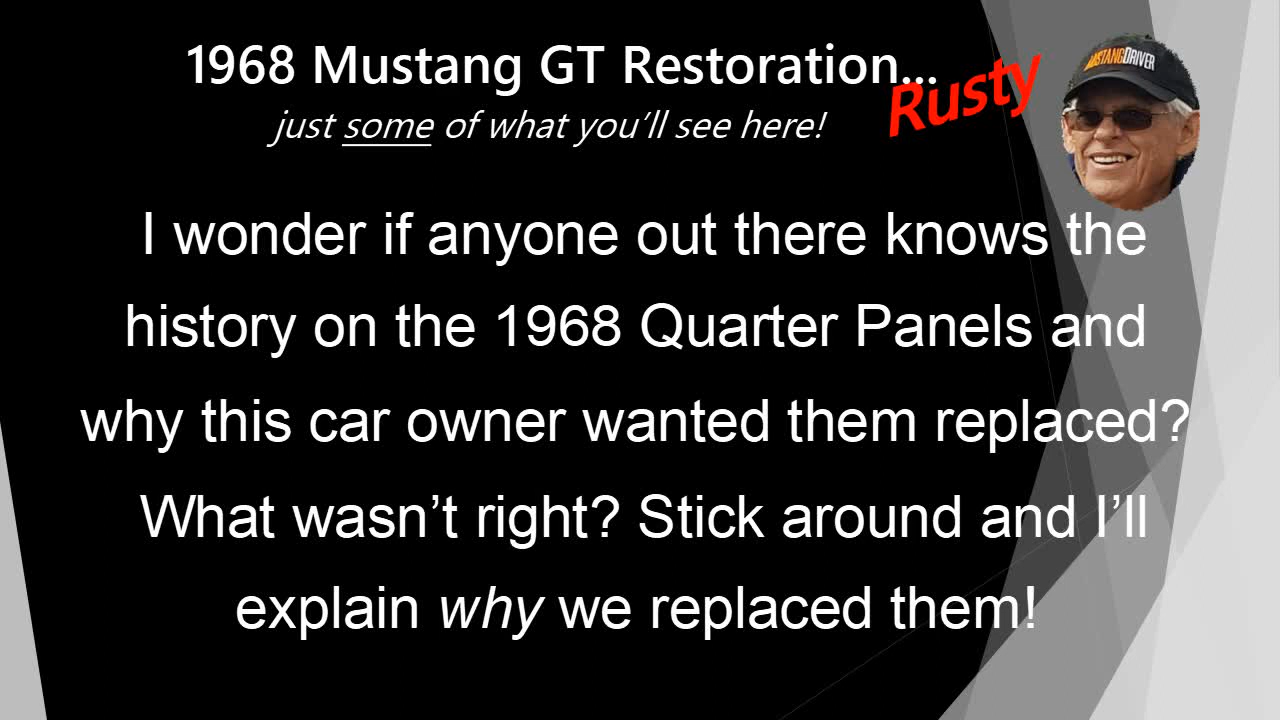 1968 Mustang GT Restoration...
Rusty
MUSTANGDRIVER
just some of what you’ll see here!
I wonder if anyone out there knows the
history on the 1968 Quarter Panels and
why this car owner wanted them replaced?
What wasn’t right? Stick around and I’ll
explain why we replaced them!